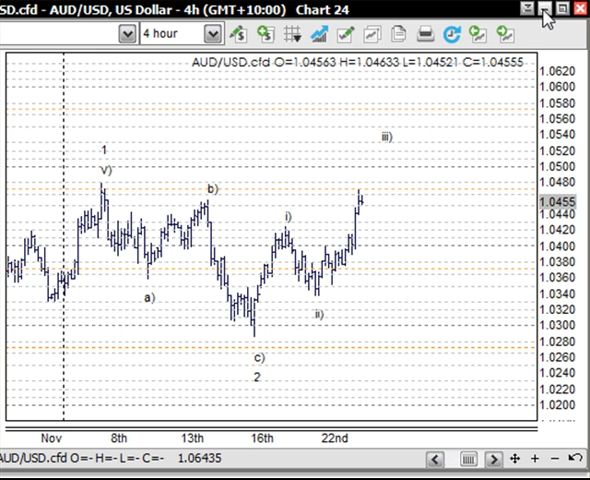 SD.cfd - AUD/USD, US Dollar - 4h (GMT+10:00) Chart 24
4 hour
AUD/USD.cfd O=1.04563 H=1.04633 L=1.04521 C=1.04555
1.0620
1.0600
1.0580
1.0560
iii)
1.0540
1
1.0520
v)
1.0500
b)
1.0480
1.0455
i)
1.0440
1.0420
1.0400
1.0380
a)
1.0360
1.0340
ii)
1.0320
1.0300
1.0280
c)
1.0260
2
1.0240
1.0220
1.0200
Nov 8th 13th 16th 22nd
AUD/USD.cfd O=- H=- L=- C=- 1.06435